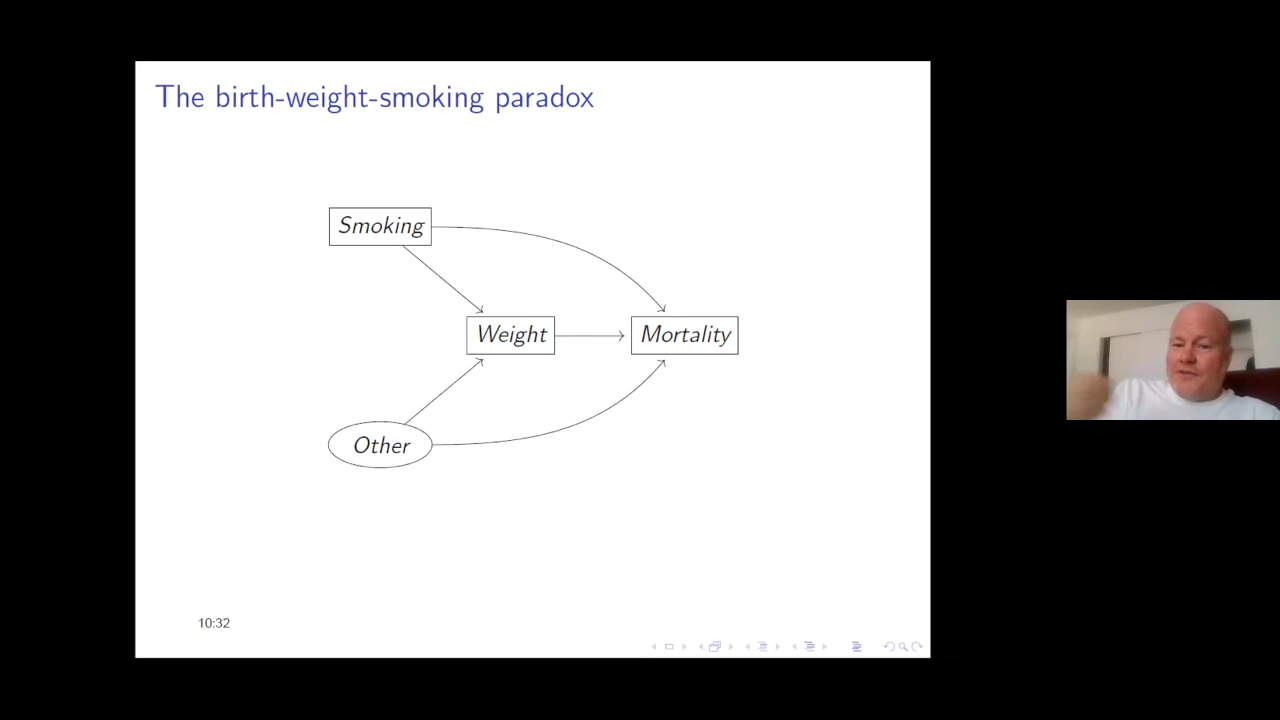 The birth-weight-smoking paradox
Smoking
Weight
Mortality
Other
10:32